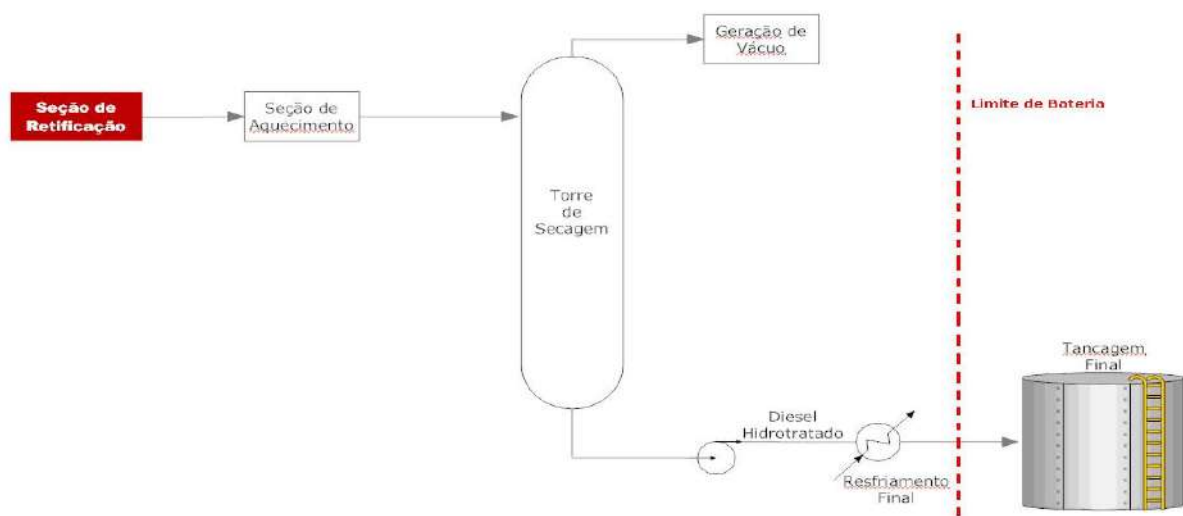 Geração de
Vácuo
Seção de
Retificação
Seção de
Aquecimento
Limite de Bateria
Torre
de
Secagem
Tancagem
Final
Diesel
Hidrotratado
Resfriamento
Final